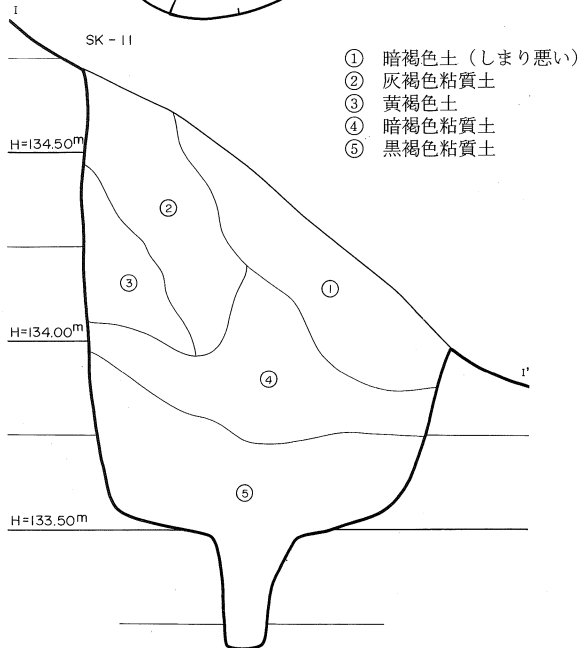 I
SK-11
① 暗褐色土（しまり悪い）
② 灰褐色粘質土
③ 黄褐色土
④ 暗褐色粘質土
⑤ 黒褐色粘質土
H=134.50m
②
③
①
H=134.00m
I'
④
⑤
H=133.50m